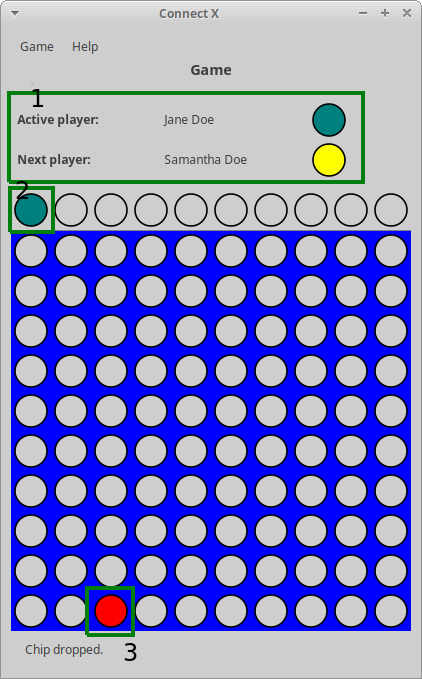 Connect X
Game Help
Game
1
Active player: Jane Doe
Next player: Samantha Doe
2
Chip dropped.
3